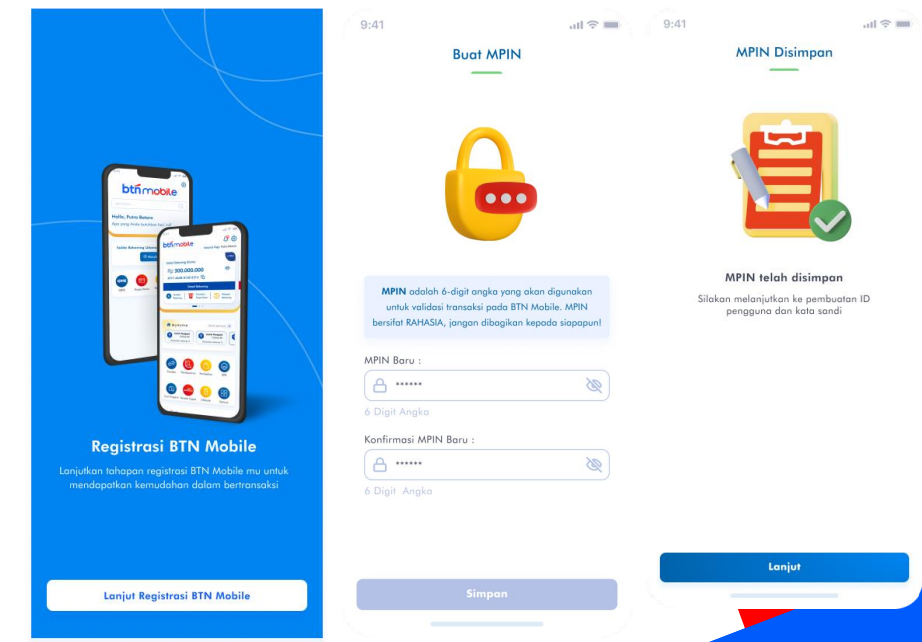 btn mobile
Hello, Putra Batara
btn mobile
Rp 200.000.000
Registrasi BTN Mobile
Lanjutkan tahapan registrasi BTN Mobile mu untuk
mendapatkan kemudahan dalam bertransaksi
Lanjut Registrasi BTN Mobile
9:41
Buat MPIN
MPIN adalah 6-digit angka yang akan digunakan
untuk validasi transaksi pada BTN Mobile. MPIN
bersifat RAHASIA, jangan dibagikan kepada siapapun!
MPIN Baru :
••••••
6 Digit Angka
Konfirmasi MPIN Baru :
••••••
6 Digit Angka
Simpan
9:41
MPIN Disimpan
MPIN telah disimpan
Silakan melanjutkan ke pembuatan ID
pengguna dan kata sandi
Lanjut